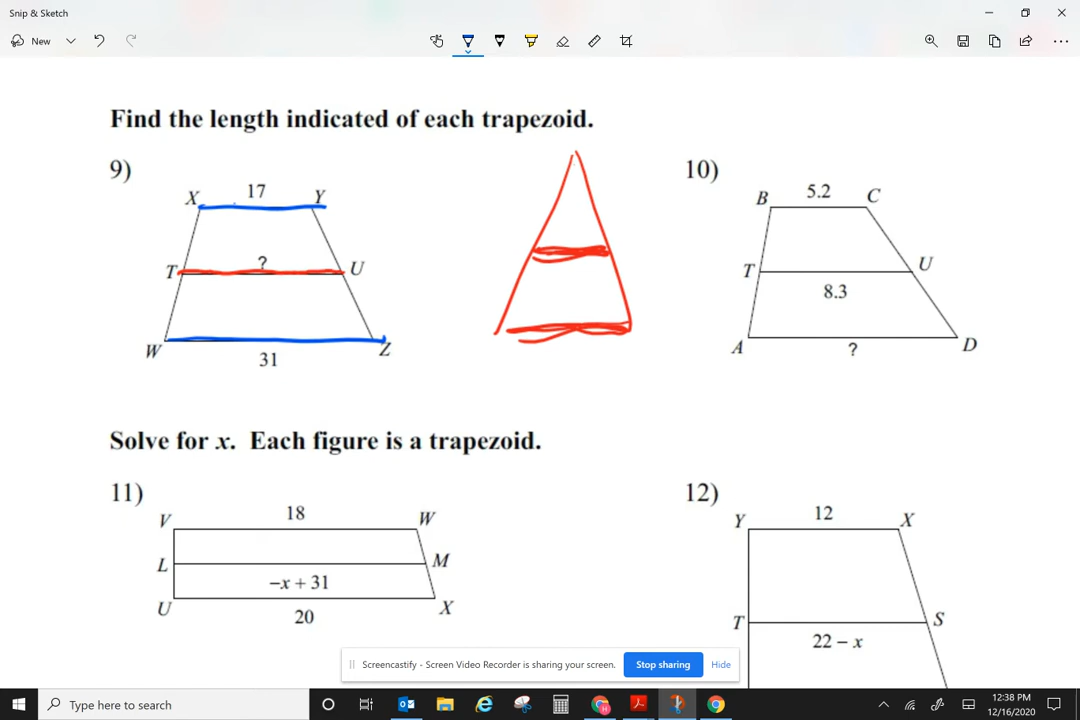 Snip & Sketch
New
Find the length indicated of each trapezoid.
9)
X 17 Y
T ? U
W Z
31
10)
B 5.2 C
T U
8.3
A ? D
Solve for x. Each figure is a trapezoid.
11)
V 18 W
L M
−x + 31
U X
20
12)
Y 12 X
T S
22 − x
Screencastify - Screen Video Recorder is sharing your screen. Stop sharing Hide
Type here to search
12:38 PM
12/16/2020